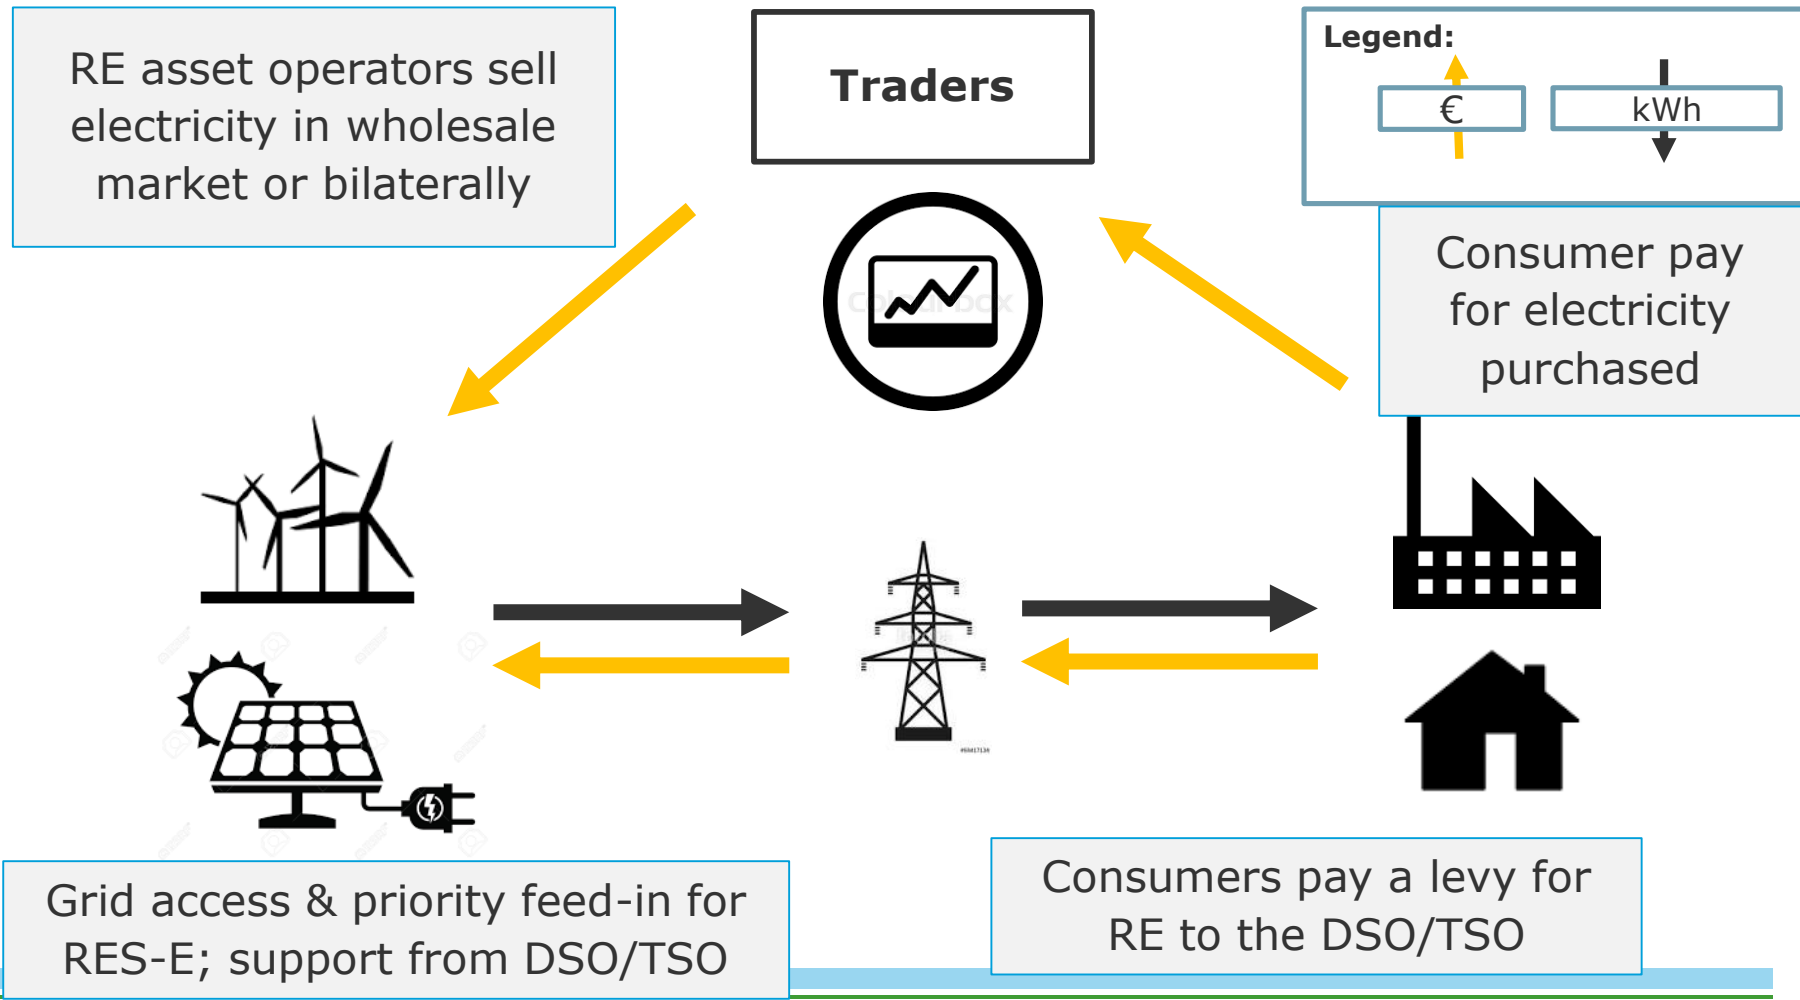 RE asset operators sell
electricity in wholesale
market or bilaterally
Traders
Legend:
€
kWh
Consumer pay
for electricity
purchased
Grid access & priority feed-in for
RES-E; support from DSO/TSO
Consumers pay a levy for
RE to the DSO/TSO